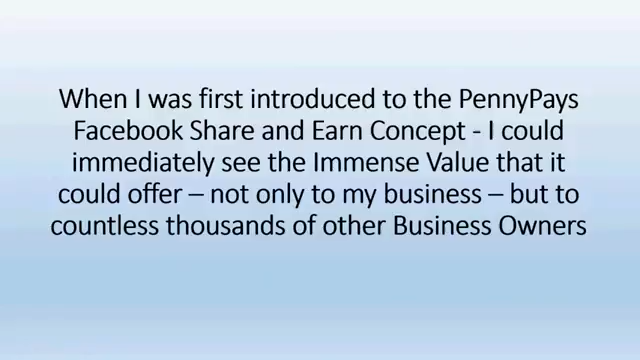 When I was first introduced to the PennyPays
Facebook Share and Earn Concept - I could
immediately see the Immense Value that it
could offer – not only to my business – but to
countless thousands of other Business Owners